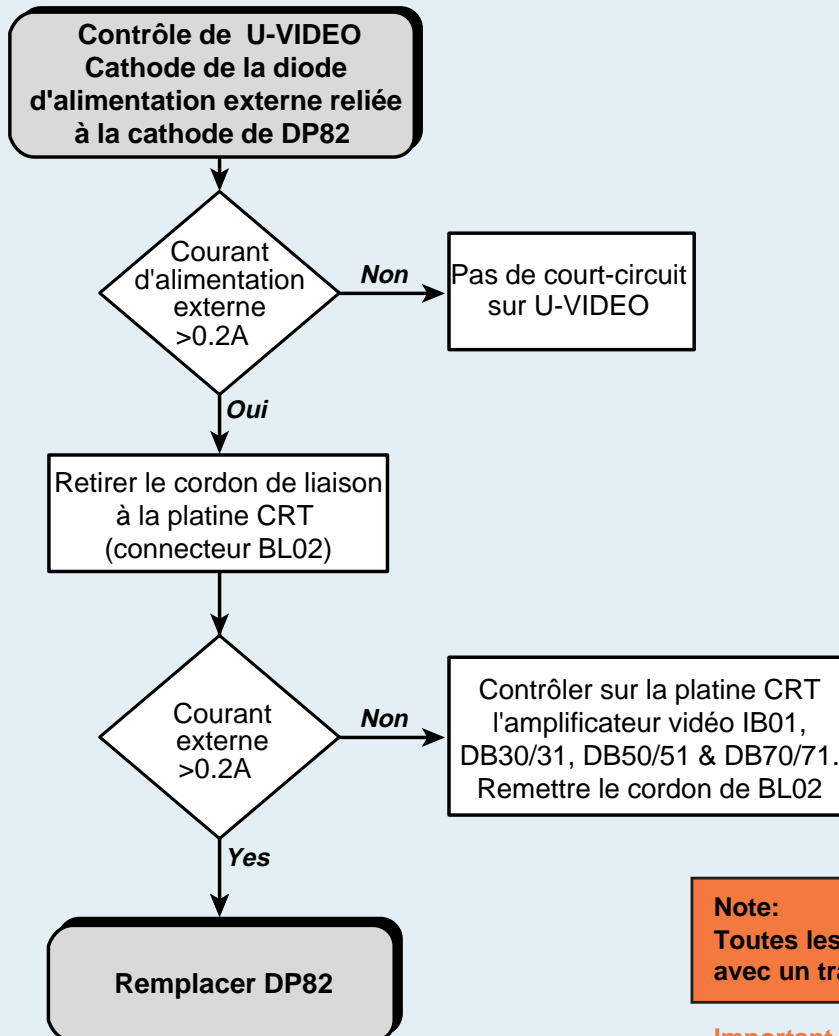 Contrôle de U-VIDEO
Cathode de la diode
d'alimentation externe reliée
à la cathode de DP82
Courant
d'alimentation
externe
>0.2A
Non
Pas de court-circuit
sur U-VIDEO
Oui
Retirer le cordon de liaison
à la platine CRT
(connecteur BL02)
Courant
externe
>0.2A
Non
Contrôler sur la platine CRT
l'amplificateur vidéo IB01,
DB30/31, DB50/51 & DB70/71.
Remettre le cordon de BL02
Yes
Remplacer DP82
Note:
Toutes les
avec un